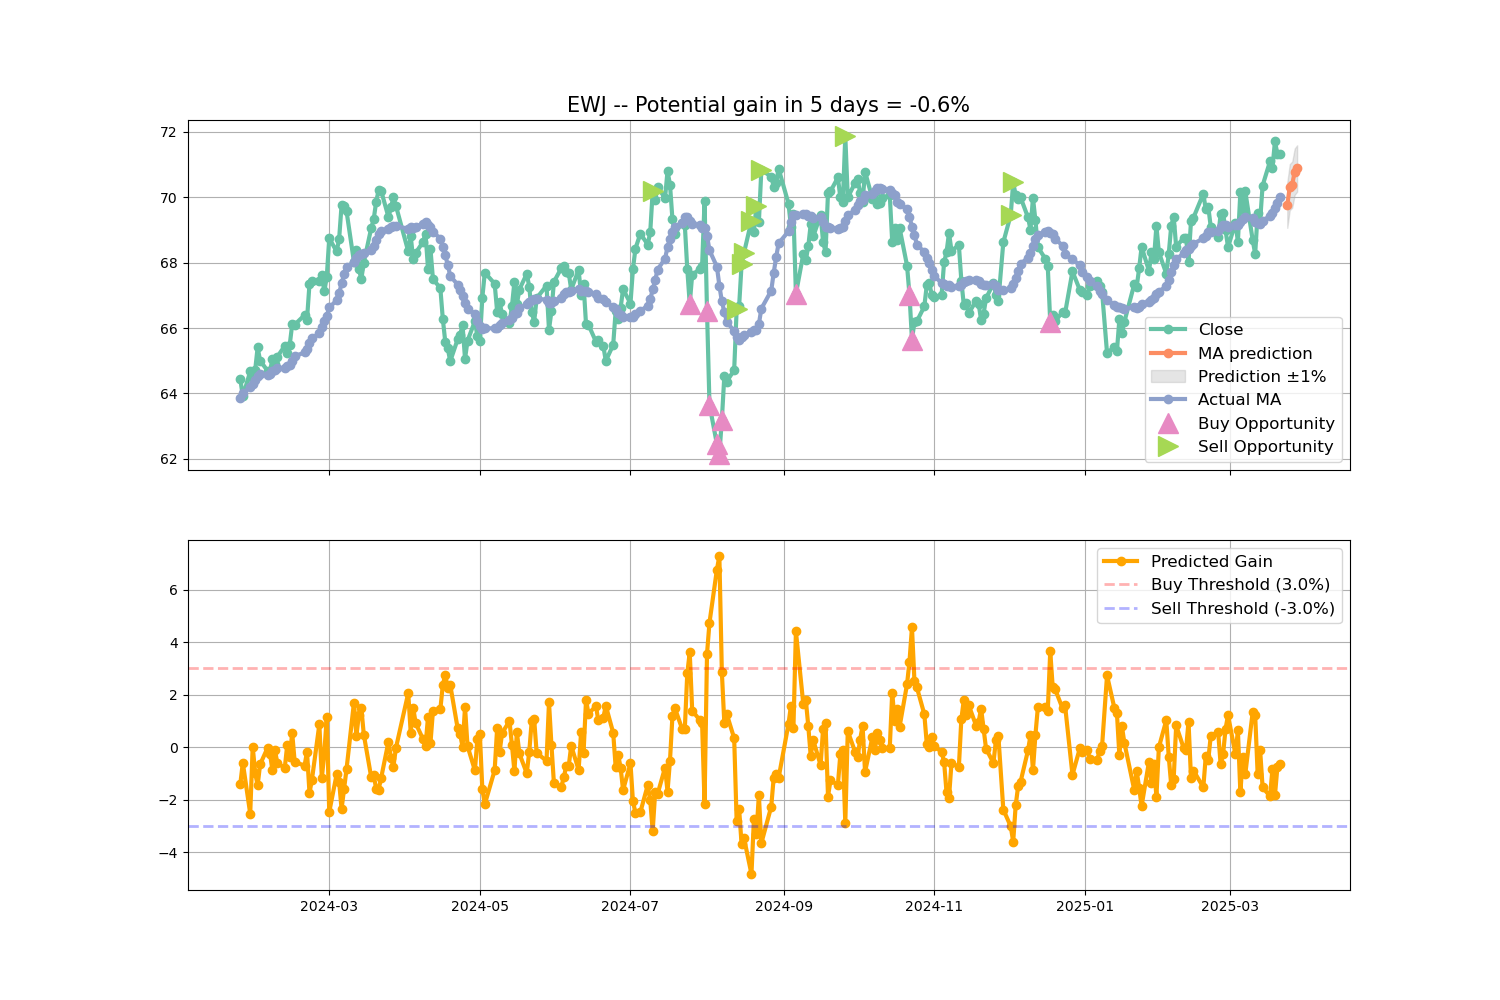 EWJ -- Potential gain in 5 days = -0.6%
72
70
68
66
64
62
Close
MA prediction
Prediction ±1%
Actual MA
Buy Opportunity
Sell Opportunity
6
4
2
0
−2
−4
Predicted Gain
Buy Threshold (3.0%)
Sell Threshold (-3.0%)
2024-03 2024-05 2024-07 2024-09 2024-11 2025-01 2025-03